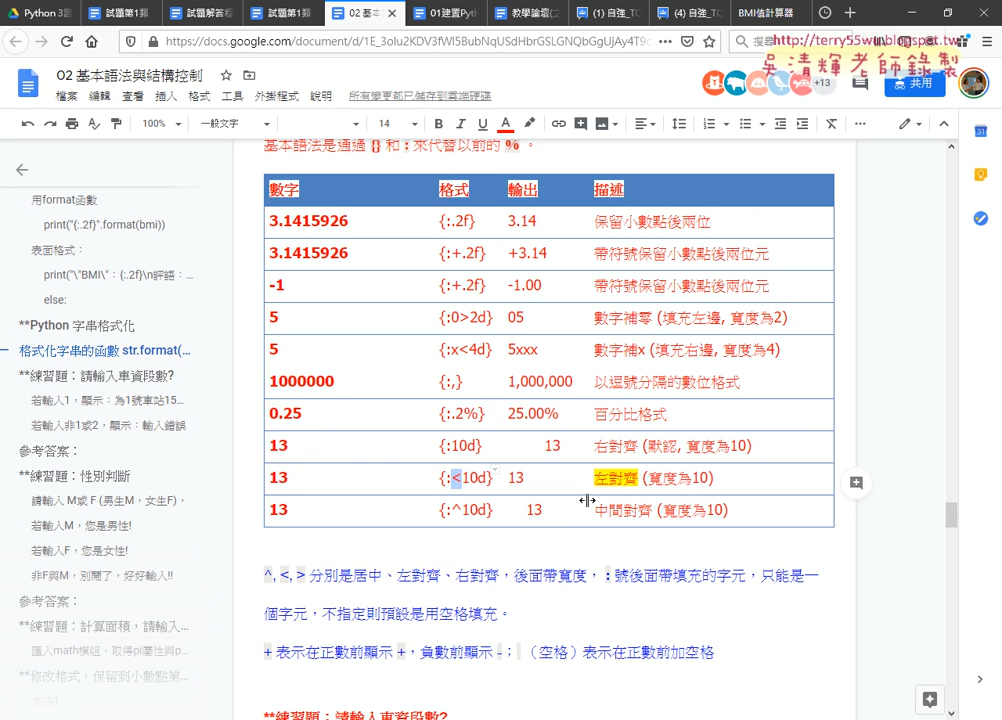 Python 3
試題第1類
試題解答程
試題第1類
02 基本
01建置Pyt
教學論壇(2
(1) 自強_TC
(4) 自強_TC
BMI值計算器
https://docs.google.com/document/d/1E_3olu2KDV3fWI5BubNqUSdHbrGSLGNQbGgUjAy4T9c
搜尋
http://terry55wu.blogspot.tw
吳清輝老師錄製
02 基本語法與結構控制
檔案 編輯 查看 插入 格式 工具 外掛程式 說明 所有變更都已儲存到雲端硬碟
+13
共用
100% 一般文字 14 B I U A
用format函數
print("{:.2f}".format(bmi))
表面格式：
print("\"BMI\"：{:.2f}\n評語：...
else:
**Python 字串格式化
格式化字串的函數 str.format(...
**練習題：請輸入車資段數?
若輸入1，顯示：為1號車站15...
若輸入非1或2，顯示：輸入錯誤
參考答案：
**練習題：性別判斷
請輸入 M或 F (男生M，女生F)，
若輸入M，您是男性!
若輸入F，您是女性!
非F與M，別鬧了，好好輸入!!
參考答案：
**練習題：計算面積，請輸入...
匯入math模組，取得pi屬性與p...
**修改格式，保留到小數點第...
方法1：
基本語法是通過 {} 和 : 來代替以前的 % 。
數字 格式 輸出 描述
3.1415926 {:.2f} 3.14 保留小數點後兩位
3.1415926 {:+.2f} +3.14 帶符號保留小數點後兩位元
-1 {:+.2f} -1.00 帶符號保留小數點後兩位元
5 {:0>2d} 05 數字補零 (填充左邊, 寬度為2)
5 {:x<4d} 5xxx 數字補x (填充右邊, 寬度為4)
1000000 {:,} 1,000,000 以逗號分隔的數位格式
0.25 {:.2%} 25.00% 百分比格式
13 {:10d} 13 右對齊 (默認, 寬度為10)
13 {:<10d} 13 左對齊 (寬度為10)
13 {:^10d} 13 中間對齊 (寬度為10)
^, <, > 分別是居中、左對齊、右對齊，後面帶寬度， : 號後面帶填充的字元，只能是一
個字元，不指定則預設是用空格填充。
+ 表示在正數前顯示 +，負數前顯示 -； （空格）表示在正數前加空格
**練習題：請輸入車資段數?